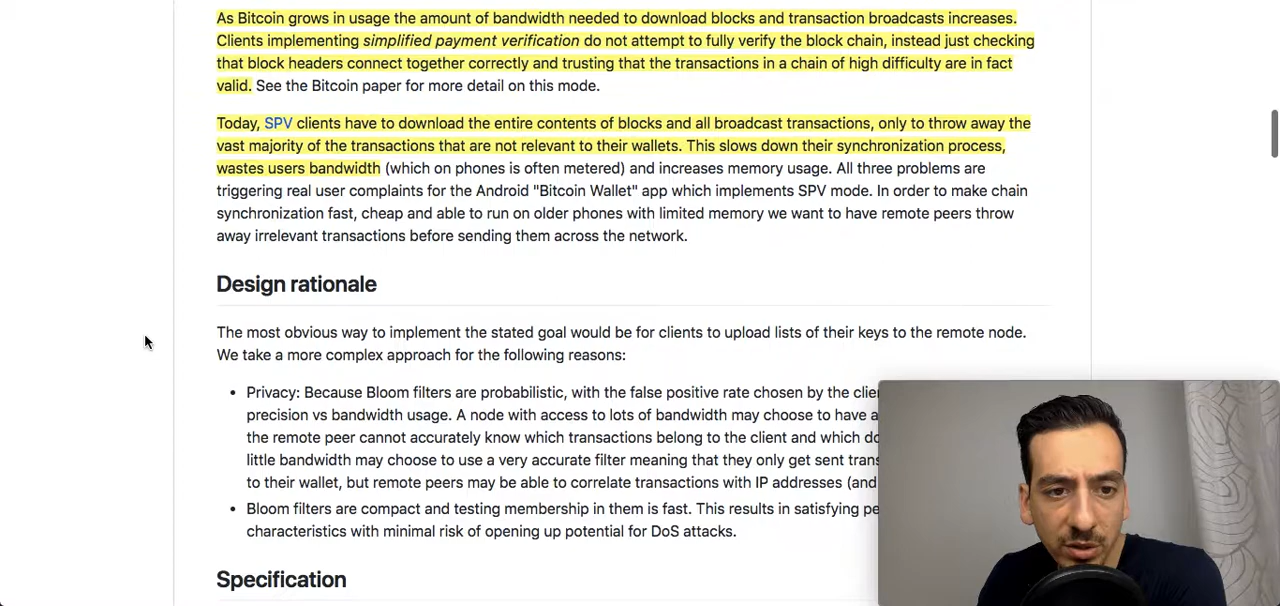 As Bitcoin grows in usage the amount of bandwidth needed to download blocks and transaction broadcasts increases.
Clients implementing simplified payment verification do not attempt to fully verify the block chain, instead just checking
that block headers connect together correctly and trusting that the transactions in a chain of high difficulty are in fact
valid. See the Bitcoin paper for more detail on this mode.
Today, SPV clients have to download the entire contents of blocks and all broadcast transactions, only to throw away the
vast majority of the transactions that are not relevant to their wallets. This slows down their synchronization process,
wastes users bandwidth (which on phones is often metered) and increases memory usage. All three problems are
triggering real user complaints for the Android "Bitcoin Wallet" app which implements SPV mode. In order to make chain
synchronization fast, cheap and able to run on older phones with limited memory we want to have remote peers throw
away irrelevant transactions before sending them across the network.
Design rationale
The most obvious way to implement the stated goal would be for clients to upload lists of their keys to the remote node.
We take a more complex approach for the following reasons:
• Privacy: Because Bloom filters are probabilistic, with the false positive rate chosen by the clie
precision vs bandwidth usage. A node with access to lots of bandwidth may choose to have a
the remote peer cannot accurately know which transactions belong to the client and which do
little bandwidth may choose to use a very accurate filter meaning that they only get sent trans
to their wallet, but remote peers may be able to correlate transactions with IP addresses (and
• Bloom filters are compact and testing membership in them is fast. This results in satisfying pe
characteristics with minimal risk of opening up potential for DoS attacks.
Specification